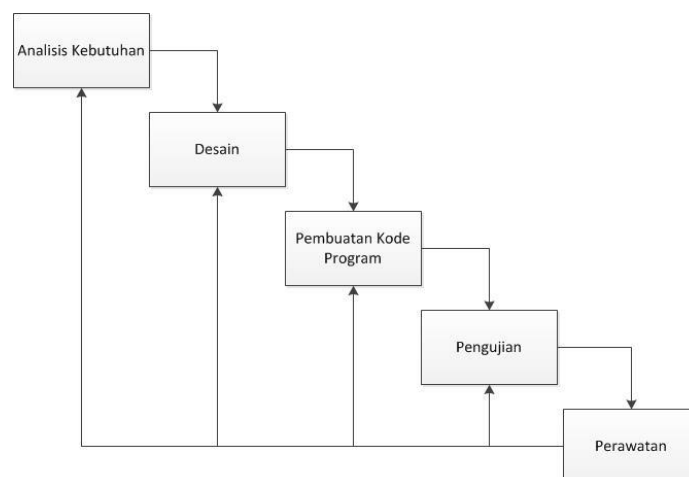 Analisis Kebutuhan
Desain
Pembuatan Kode
Program
Pengujian
Perawatan